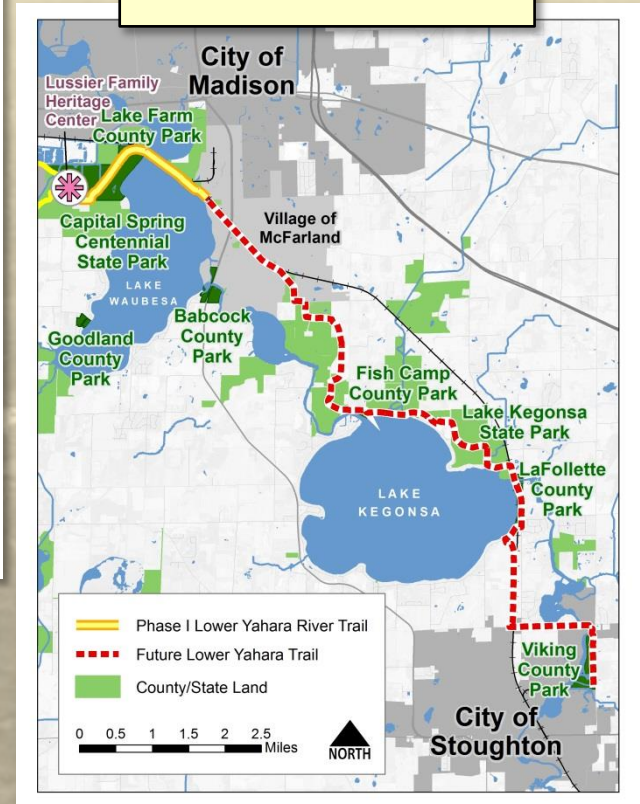 City of
Madison
Lussier Family
Heritage
Center
Lake Farm
County Park
Capital Spring
Centennial
State Park
Village of
McFarland
LAKE
WAUBESA
Babcock
County
Park
Goodland
County
Park
Fish Camp
County Park
Lake Kegonsa
State Park
LaFollette
County
Park
LAKE
KEGONSA
Phase I Lower Yahara River Trail
Future Lower Yahara Trail
County/State Land
0 0.5 1 1.5 2 2.5
Miles
NORTH
Viking
County
Park
City of
Stoughton